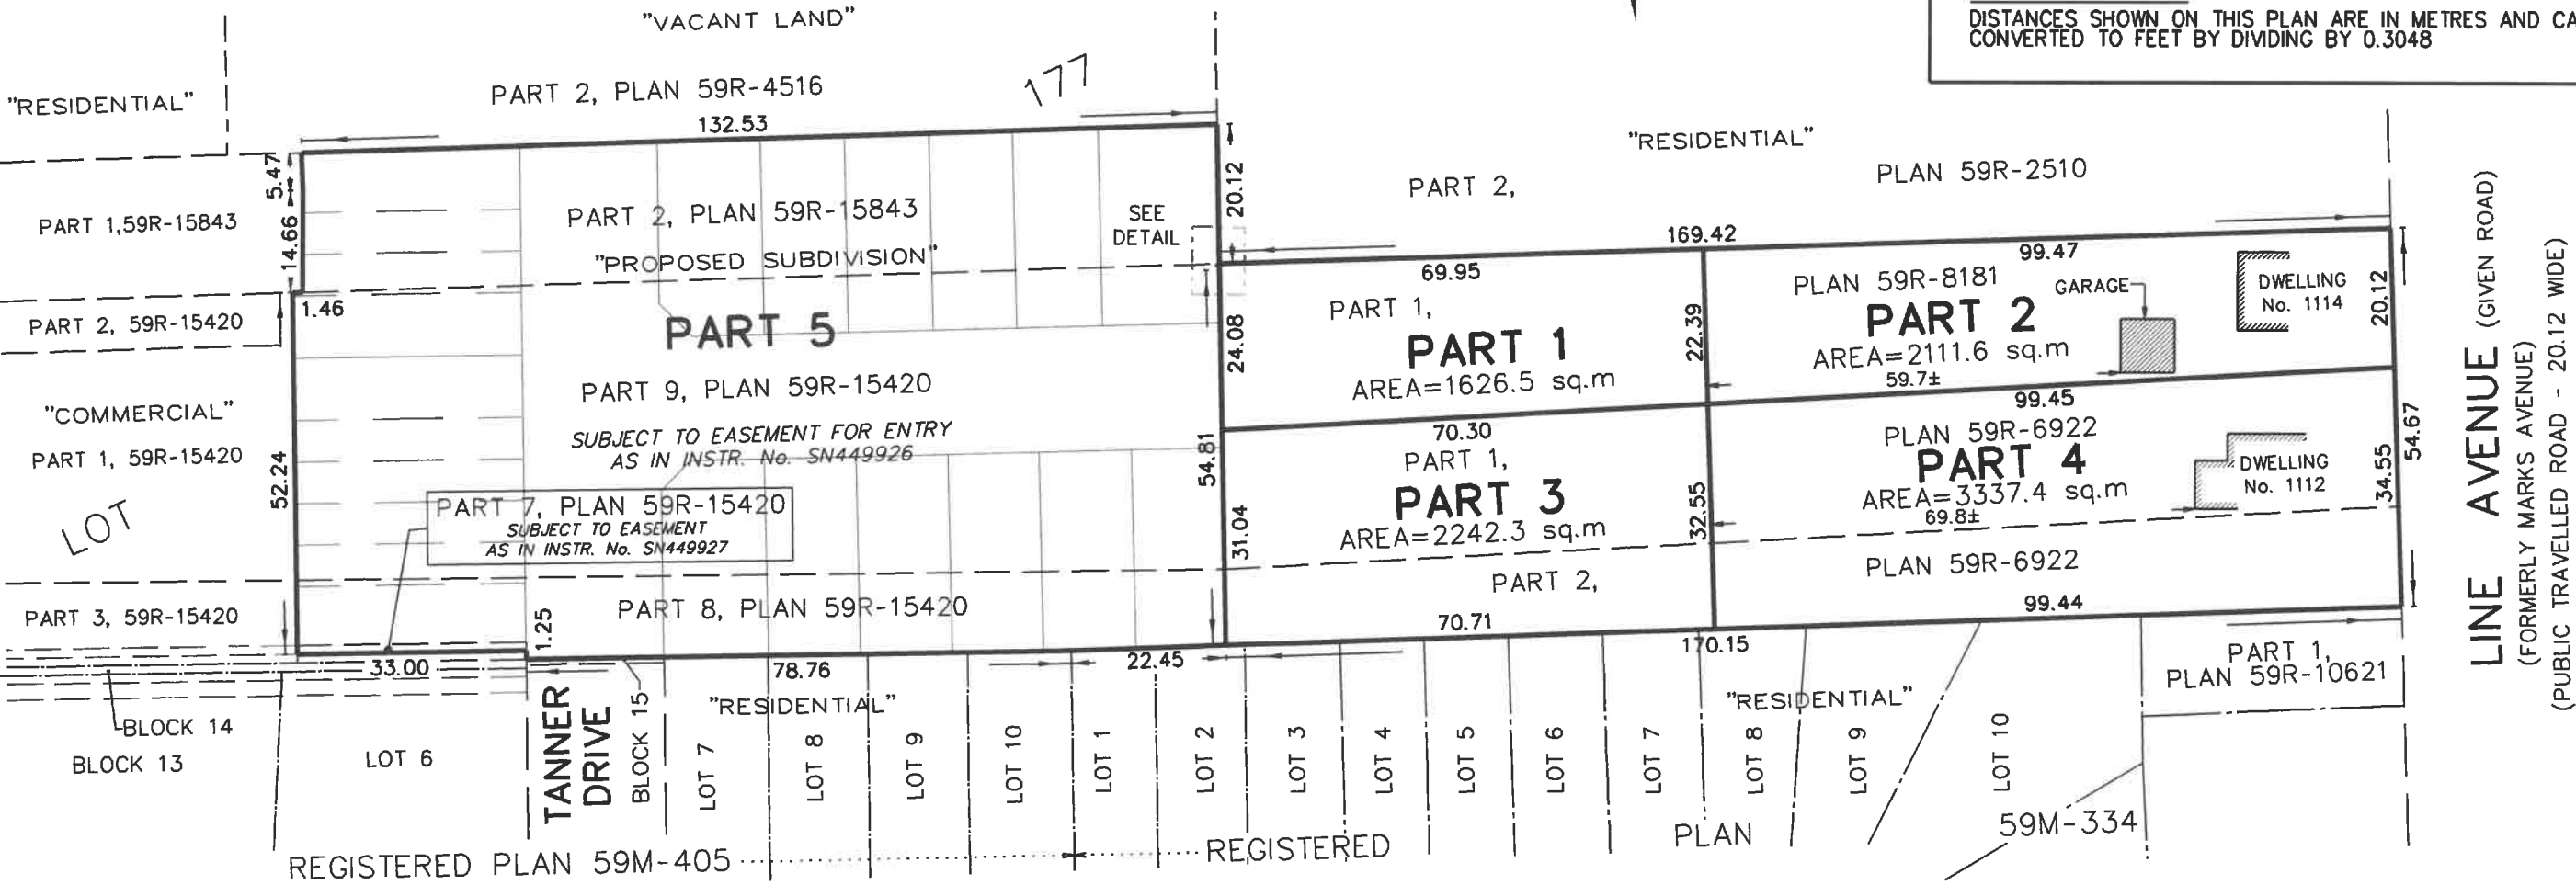 "VACANT LAND"
DISTANCES SHOWN ON THIS PLAN ARE IN METRES AND CA
CONVERTED TO FEET BY DIVIDING BY 0.3048
"RESIDENTIAL"
PART 2, PLAN 59R-4516
177
132.53
"RESIDENTIAL"
PART 2,
PLAN 59R-2510
5.47
14.66
PART 1,59R-15843
PART 2, PLAN 59R-15843
"PROPOSED SUBDIVISION"
SEE
DETAIL
20.12
169.42
69.95
99.47
PART 2, 59R-15420
1.46
PART 5
24.08
PART 1,
PART 1
AREA=1626.5 sq.m
22.39
PLAN 59R-8181
PART 2
AREA=2111.6 sq.m
59.7±
GARAGE
DWELLING
No. 1114
20.12
"COMMERCIAL"
PART 1, 59R-15420
LOT
52.24
PART 9, PLAN 59R-15420
SUBJECT TO EASEMENT FOR ENTRY
AS IN INSTR. No. SN449926
54.81
31.04
70.30
PART 1,
PART 3
AREA=2242.3 sq.m
32.55
99.45
PLAN 59R-6922
PART 4
AREA=3337.4 sq.m
69.8±
DWELLING
No. 1112
34.55
54.67
LINE AVENUE (GIVEN ROAD)
(FORMERLY MARKS AVENUE)
(PUBLIC TRAVELLED ROAD - 20.12 WIDE)
PART 7, PLAN 59R-15420
SUBJECT TO EASEMENT
AS IN INSTR. No. SN449927
PART 3, 59R-15420
PART 8, PLAN 59R-15420
1.25
PART 2,
PLAN 59R-6922
70.71
99.44
33.00
78.76
22.45
170.15
PART 1,
PLAN 59R-10621
BLOCK 14
BLOCK 13
LOT 6
TANNER
DRIVE
BLOCK 15
"RESIDENTIAL"
LOT 7
LOT 8
LOT 9
LOT 10
LOT 1
LOT 2
LOT 3
LOT 4
LOT 5
LOT 6
LOT 7
"RESIDENTIAL"
LOT 8
LOT 9
LOT 10
REGISTERED PLAN 59M-405
REGISTERED PLAN 59M-334